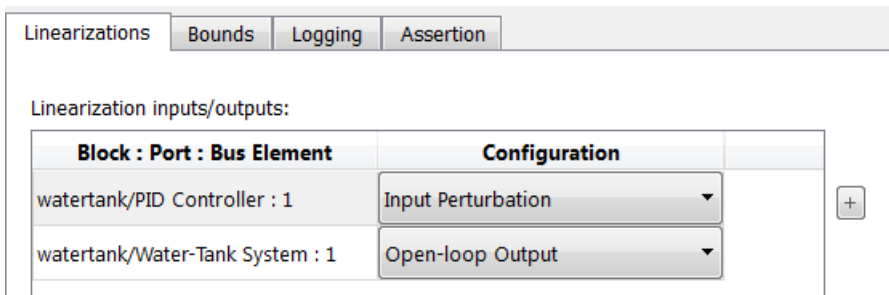 Linearizations Bounds Logging Assertion
Linearization inputs/outputs:
Block : Port : Bus Element Configuration
watertank/PID Controller : 1 Input Perturbation +
watertank/Water-Tank System : 1 Open-loop Output